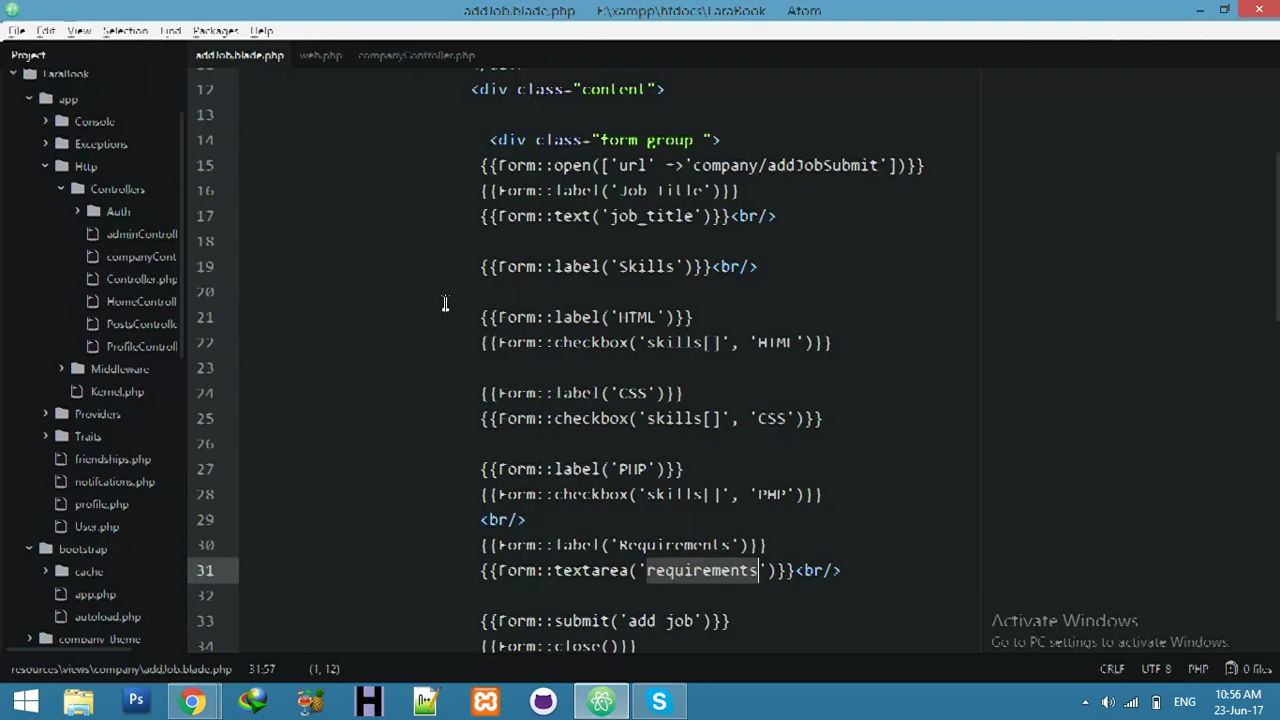 addJob.blade.php E:\xampp\htdocs\LaraBook Atom
File Edit View Selection Find Packages Help
Project
LaraBook
app
Console
Exceptions
Http
Controllers
Auth
adminControll
companyCont
Controller.php
HomeControll
PostsControlle
ProfileControll
Middleware
Kernel.php
Providers
Traits
friendships.php
notifcations.php
profile.php
User.php
bootstrap
cache
app.php
autoload.php
company_theme
addJob.blade.php web.php companyController.php
12 <div class="content">
13
14 <div class="form group ">
15 {{Form::open(['url' =>'company/addJobSubmit'])}}
16 {{Form::label('Job Title')}}
17 {{Form::text('job_title')}}<br/>
18
19 {{Form::label('Skills')}}<br/>
20
21 {{Form::label('HTML')}}
22 {{Form::checkbox('skills[]', 'HTML')}}
23
24 {{Form::label('CSS')}}
25 {{Form::checkbox('skills[]', 'CSS')}}
26
27 {{Form::label('PHP')}}
28 {{Form::checkbox('skills[]', 'PHP')}}
29 <br/>
30 {{Form::label('Requirements')}}
31 {{Form::textarea('requirements')}}<br/>
32
33 {{Form::submit('add job')}}
34 {{Form::close()}}
Activate Windows
Go to PC settings to activate Windows.
resources\views\company\addJob.blade.php 31:57 (1, 12) CRLF UTF 8 PHP 0 files
Ps H A++ S ENG 10:56 AM
23-Jun-17